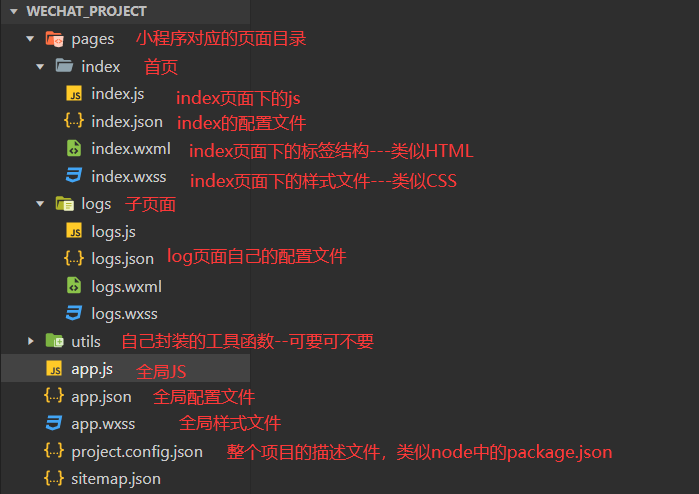 WECHAT_PROJECT
pages 小程序对应的页面目录
index 首页
index.js index页面下的js
index.json index的配置文件
index.wxml index页面下的标签结构---类似HTML
index.wxss index页面下的样式文件---类似CSS
logs 子页面
logs.js
logs.json log页面自己的配置文件
logs.wxml
logs.wxss
utils 自己封装的工具函数--可要可不要
app.js 全局JS
app.json 全局配置文件
app.wxss 全局样式文件
project.config.json 整个项目的描述文件，类似node中的package.json
sitemap.json